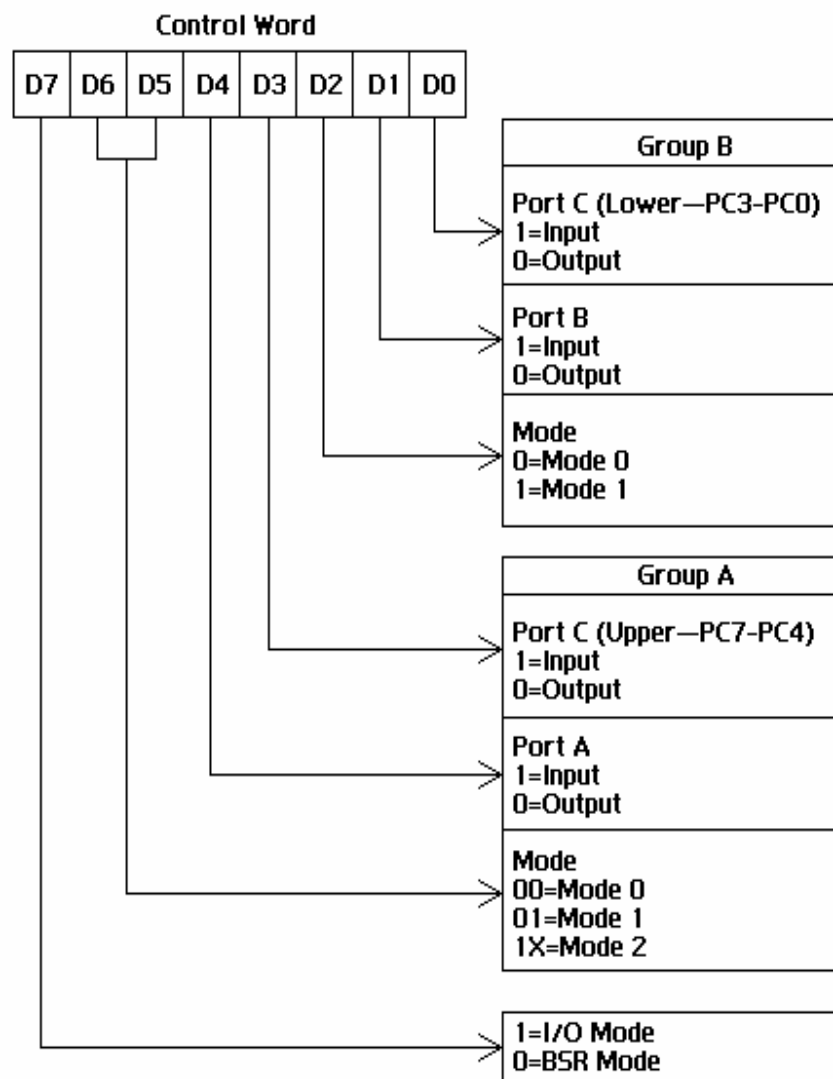 Control Word
D7 D6 D5 D4 D3 D2 D1 D0
Group B
Port C (Lower—PC3-PC0)
1=Input
0=Output
Port B
1=Input
0=Output
Mode
0=Mode 0
1=Mode 1
Group A
Port C (Upper—PC7-PC4)
1=Input
0=Output
Port A
1=Input
0=Output
Mode
00=Mode 0
01=Mode 1
1X=Mode 2
1=I/O Mode
0=BSR Mode